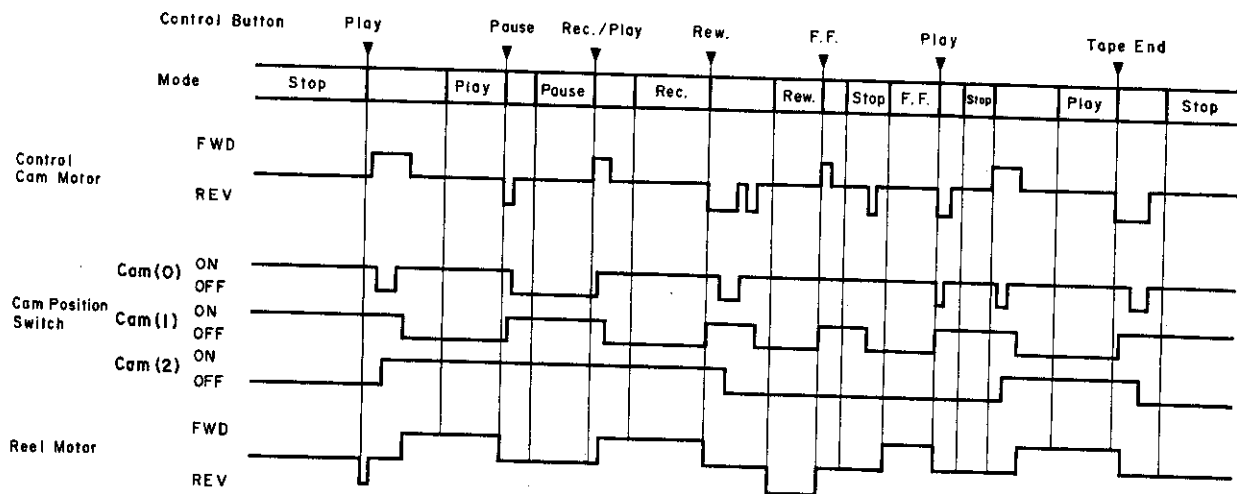 Control Button Play Pause Rec./Play Rew. F.F. Play Tape End
Mode Stop Play Pause Rec. Rew. Stop F.F. Stop Play Stop
Control
Cam Motor
FWD
REV
Cam Position
Switch
Cam(0) ON
OFF
Cam(1) ON
OFF
Cam(2) ON
OFF
Reel Motor
FWD
REV